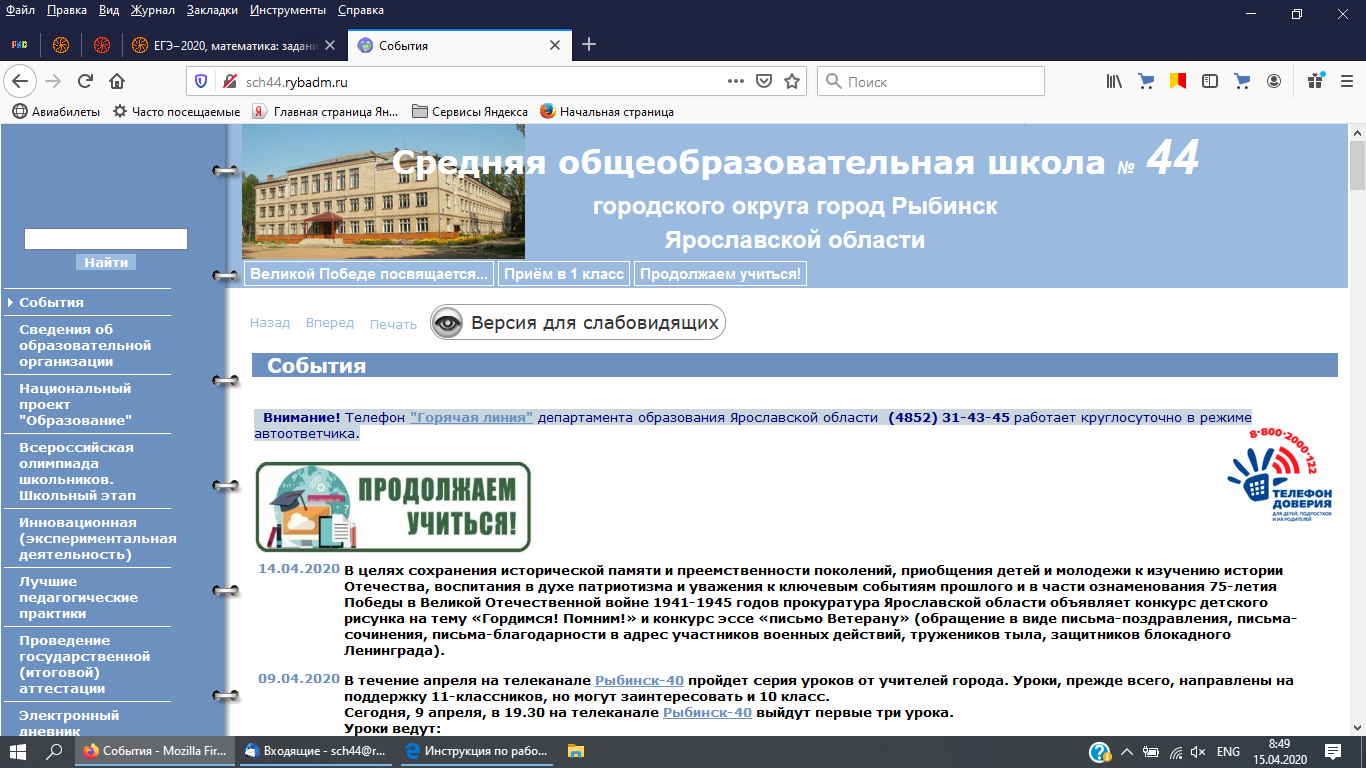 Файл Правка Вид Журнал Закладки Инструменты Справка
ЕГЭ−2020, математика: задани
События
sch44.rybadm.ru
Поиск
Авиабилеты
Часто посещаемые
Главная страница Ян...
Сервисы Яндекса
Начальная страница
Средняя общеобразовательная школа № 44
городского округа город Рыбинск
Ярославской области
Великой Победе посвящается...
Приём в 1 класс
Продолжаем учиться!
Найти
События
Сведения об
образовательной
организации
Национальный
проект
"Образование"
Всероссийская
олимпиада
школьников.
Школьный этап
Инновационная
(экспериментальная
деятельность)
Лучшие
педагогические
практики
Проведение
государственной
(итоговой)
аттестации
Электронный
дневник
Назад Вперед Печать
Версия для слабовидящих
События
Внимание! Телефон "Горячая линия" департамента образования Ярославской области (4852) 31-43-45 работает круглосуточно в режиме
автоответчика.
8-800-2000-122
ТЕЛЕФОН
ДОВЕРИЯ
ДЛЯ ДЕТЕЙ, ПОДРОСТКОВ
И ИХ РОДИТЕЛЕЙ
ПРОДОЛЖАЕМ
УЧИТЬСЯ!
14.04.2020 В целях сохранения исторической памяти и преемственности поколений, приобщения детей и молодежи к изучению истории
Отечества, воспитания в духе патриотизма и уважения к ключевым событиям прошлого и в части ознаменования 75-летия
Победы в Великой Отечественной войне 1941-1945 годов прокуратура Ярославской области объявляет конкурс детского
рисунка на тему «Гордимся! Помним!» и конкурс эссе «письмо Ветерану» (обращение в виде письма-поздравления, письма-
сочинения, письма-благодарности в адрес участников военных действий, тружеников тыла, защитников блокадного
Ленинграда).
09.04.2020 В течение апреля на телеканале Рыбинск-40 пройдет серия уроков от учителей города. Уроки, прежде всего, направлены на
поддержку 11-классников, но могут заинтересовать и 10 класс.
Сегодня, 9 апреля, в 19.30 на телеканале Рыбинск-40 выйдут первые три урока.
Уроки ведут:
События - Mozilla Fir...
Входящие - sch44@r...
Инструкция по рабо...
ENG
8:49
15.04.2020